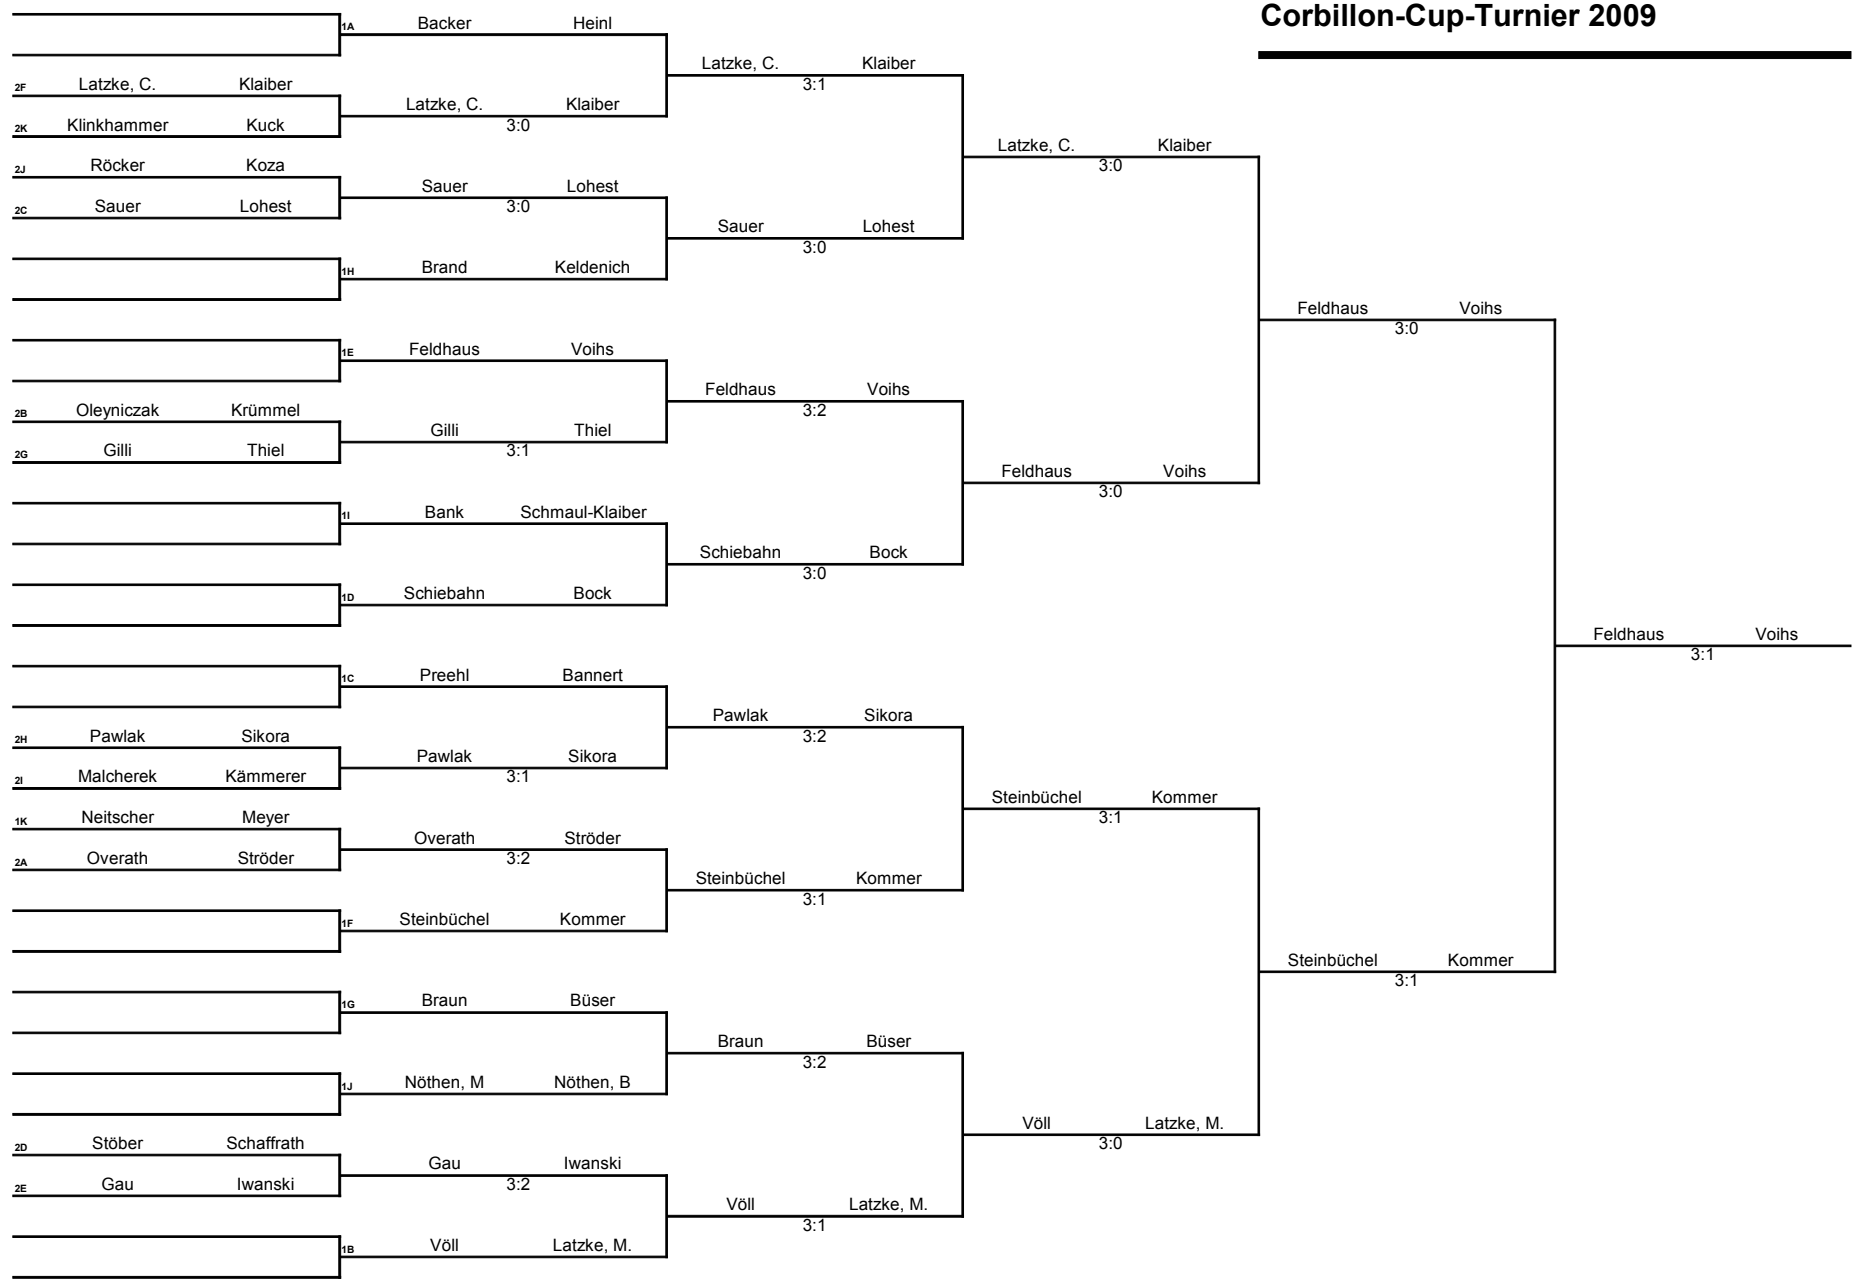 Corbillon-Cup-Turnier 2009
1A Backer Heinl
Latzke, C. Klaiber
3:1
2F Latzke, C. Klaiber
Latzke, C. Klaiber
3:0
2K Klinkhammer Kuck
Latzke, C. Klaiber
3:0
2J Röcker Koza
Sauer Lohest
3:0
2C Sauer Lohest
Sauer Lohest
3:0
1H Brand Keldenich
Feldhaus Voihs
3:0
1E Feldhaus Voihs
Feldhaus Voihs
3:2
2B Oleyniczak Krümmel
Gilli Thiel
3:1
2G Gilli Thiel
Feldhaus Voihs
3:0
1I Bank Schmaul-Klaiber
Schiebahn Bock
3:0
1D Schiebahn Bock
Feldhaus Voihs
3:1
1C Preehl Bannert
Pawlak Sikora
3:2
2H Pawlak Sikora
Pawlak Sikora
3:1
2I Malcherek Kämmerer
Steinbüchel Kommer
3:1
1K Neitscher Meyer
Overath Ströder
3:2
2A Overath Ströder
Steinbüchel Kommer
3:1
1F Steinbüchel Kommer
Steinbüchel Kommer
3:1
1G Braun Büser
Braun Büser
3:2
1J Nöthen, M Nöthen, B
Völl Latzke, M.
3:0
2D Stöber Schaffrath
Gau Iwanski
3:2
2E Gau Iwanski
Völl Latzke, M.
3:1
1B Völl Latzke, M.